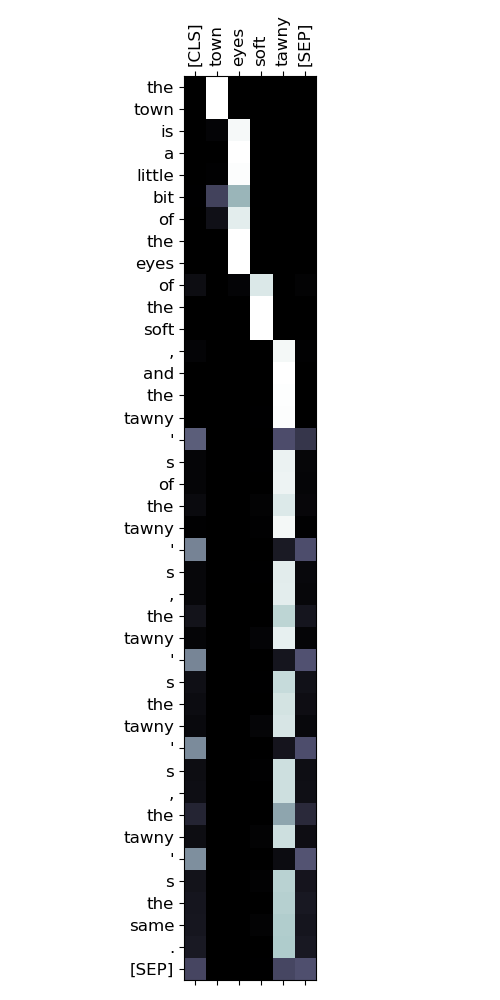 [CLS] town eyes soft tawny [SEP]
the
town
is
a
little
bit
of
the
eyes
of
the
soft
,
and
the
tawny
'
s
of
the
tawny
'
s
,
the
tawny
'
s
the
tawny
'
s
,
the
tawny
'
s
the
same
.
[SEP]